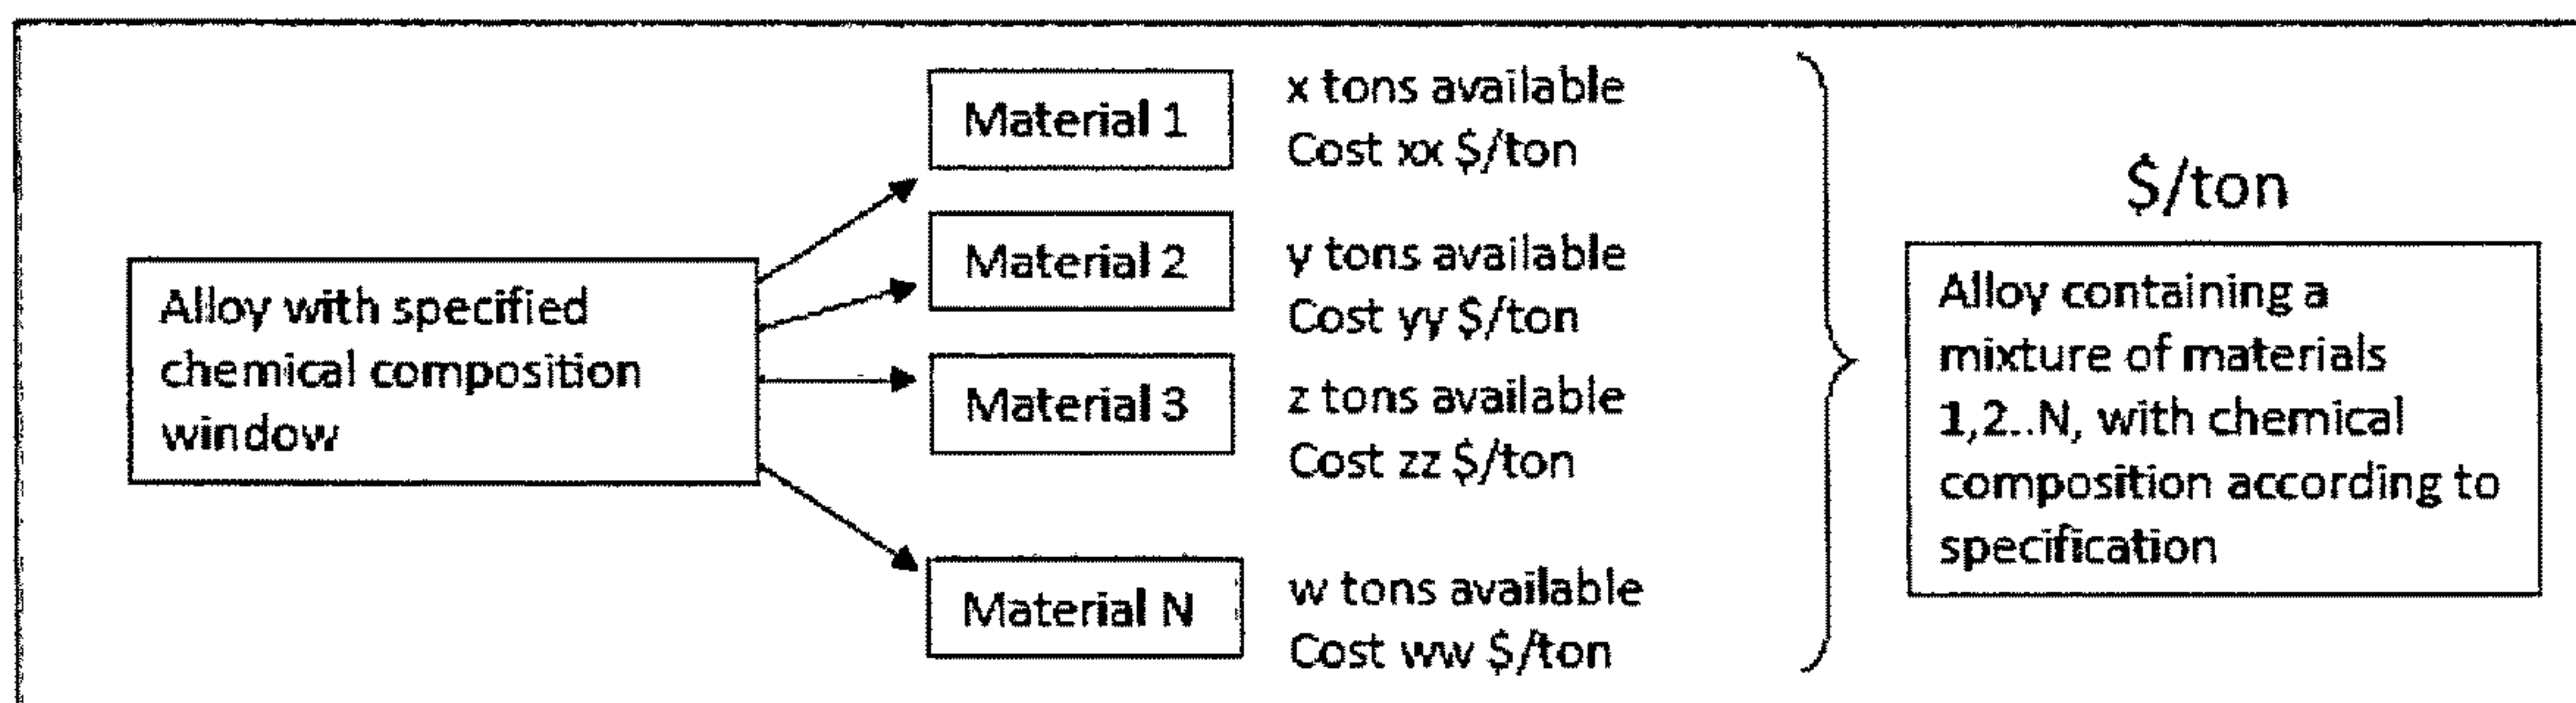 Alloy with specified
chemical composition
window
Material 1
x tons available
Cost xx $/ton
Material 2
y tons available
Cost yy $/ton
Material 3
z tons available
Cost zz $/ton
Material N
w tons available
Cost ww $/ton
$/ton
Alloy containing a
mixture of materials
1,2..N, with chemical
composition according to
specification